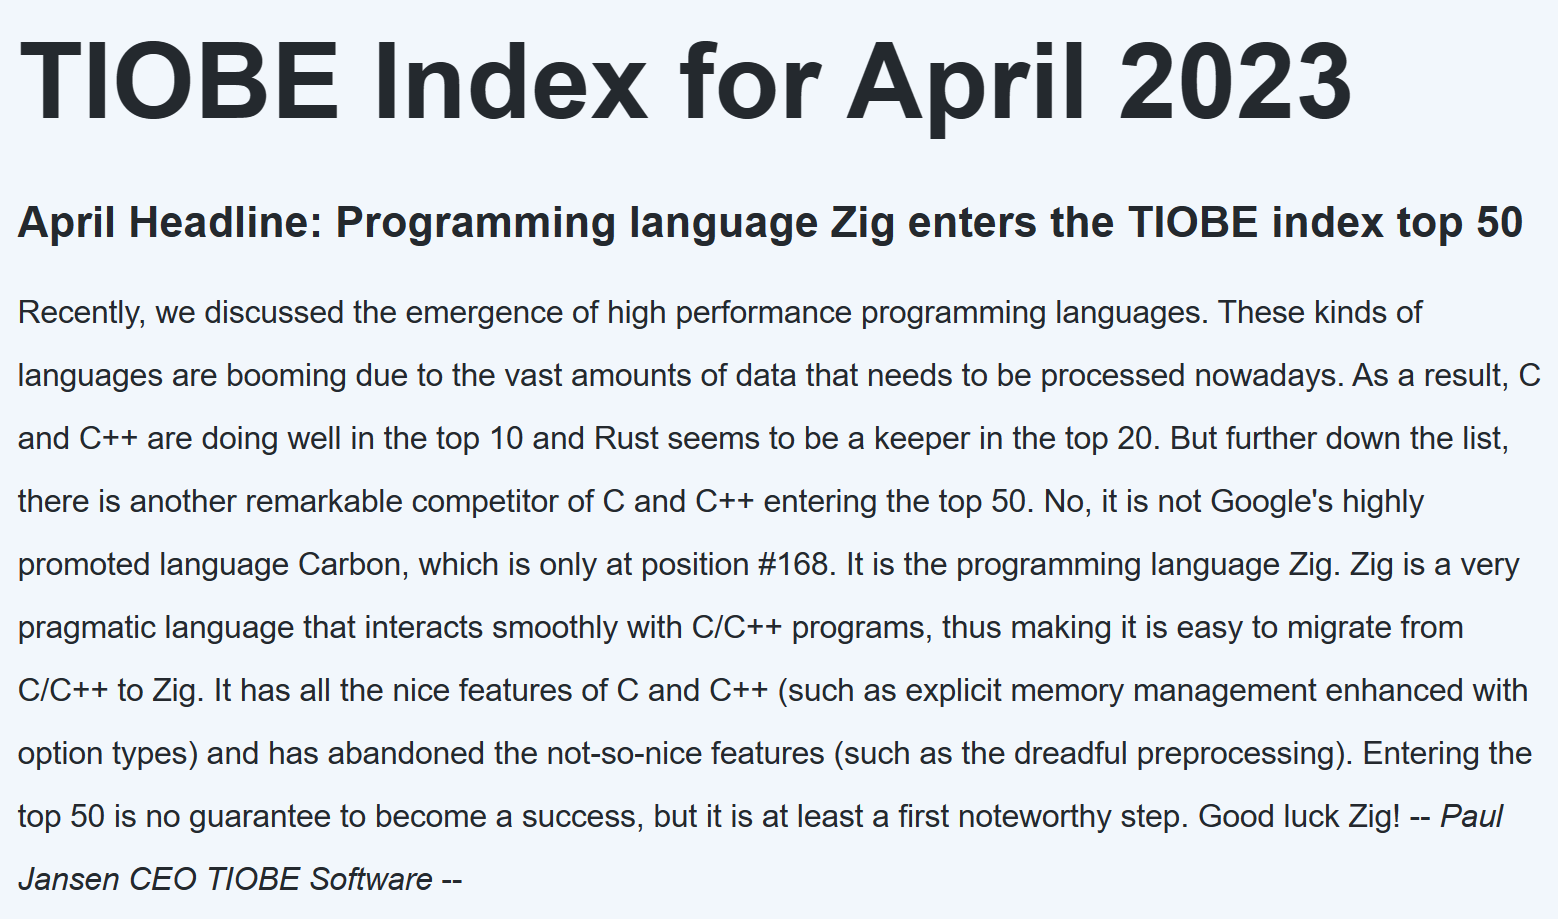 TIOBE Index for April 2023
April Headline: Programming language Zig enters the TIOBE index top 50
Recently, we discussed the emergence of high performance programming languages. These kinds of
languages are booming due to the vast amounts of data that needs to be processed nowadays. As a result, C
and C++ are doing well in the top 10 and Rust seems to be a keeper in the top 20. But further down the list,
there is another remarkable competitor of C and C++ entering the top 50. No, it is not Google's highly
promoted language Carbon, which is only at position #168. It is the programming language Zig. Zig is a very
pragmatic language that interacts smoothly with C/C++ programs, thus making it is easy to migrate from
C/C++ to Zig. It has all the nice features of C and C++ (such as explicit memory management enhanced with
option types) and has abandoned the not-so-nice features (such as the dreadful preprocessing). Entering the
top 50 is no guarantee to become a success, but it is at least a first noteworthy step. Good luck Zig! -- Paul
Jansen CEO TIOBE Software --